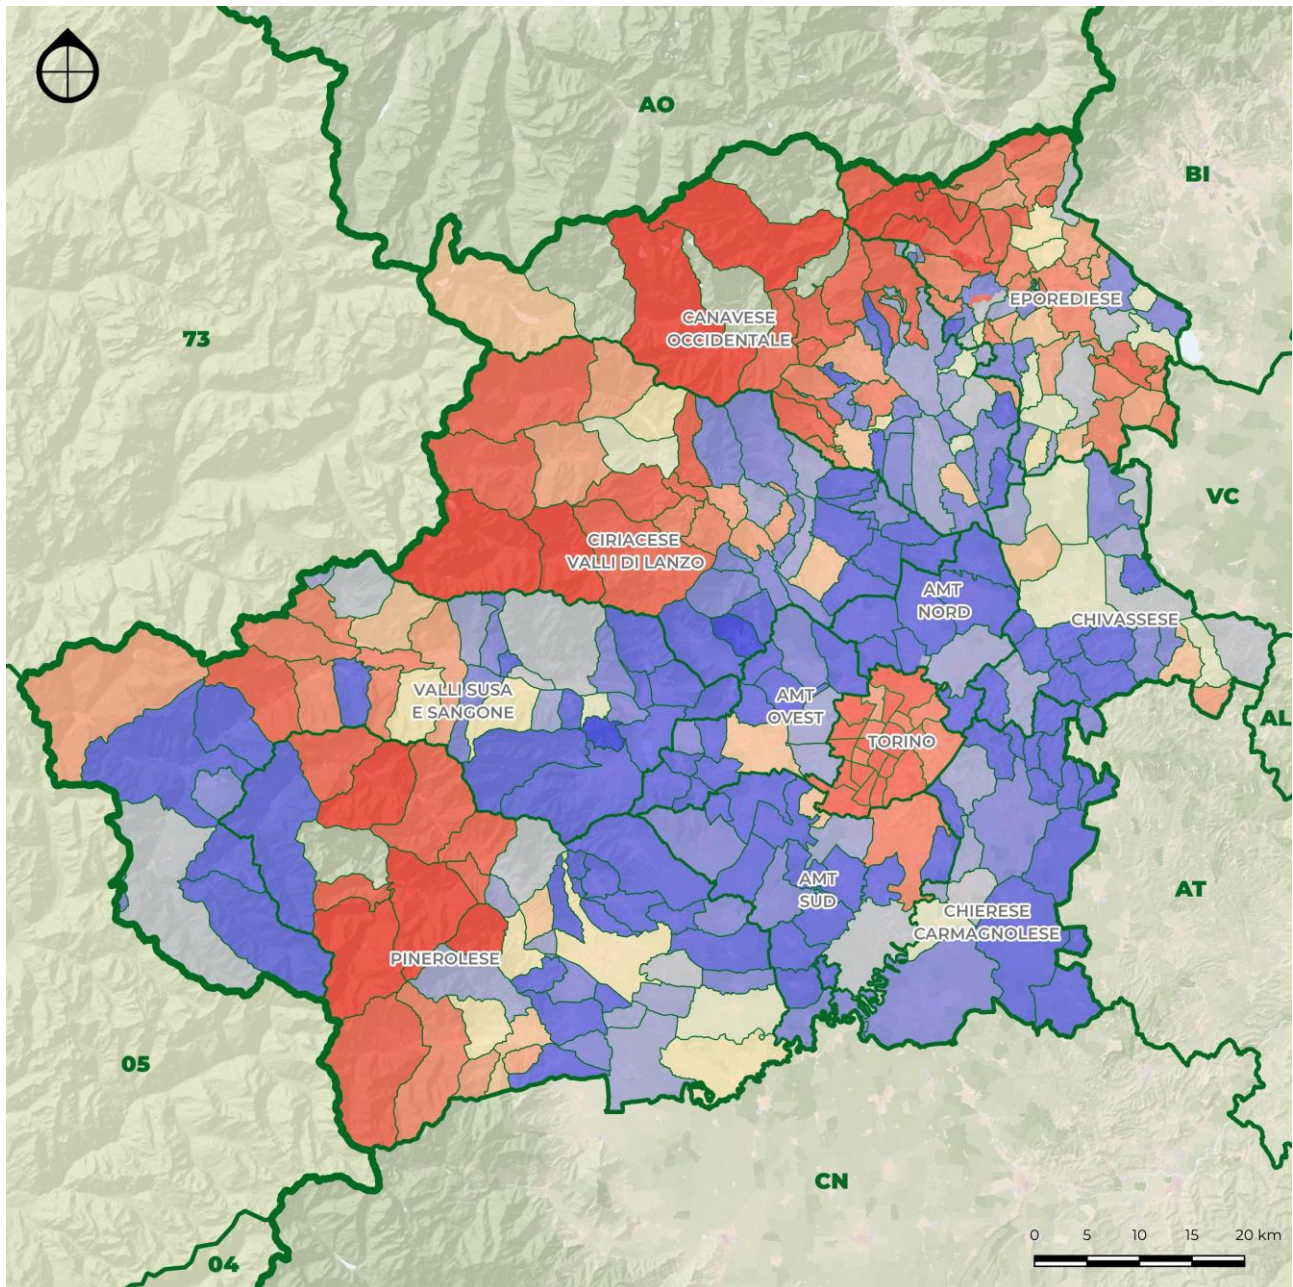 AO
BI
73
EPOREDIESE
CANAVESE
OCCIDENTALE
VC
CIRIACESE
VALLI DI LANZO
AMT
NORD
CHIVASSESE
VALLI SUSA
E SANGONE
AMT
OVEST
AL
TORINO
AT
AMT
SUD
CHIERESE
CARMAGNOLESE
PINEROLESE
05
CN
04
0 5 10 15 20 km